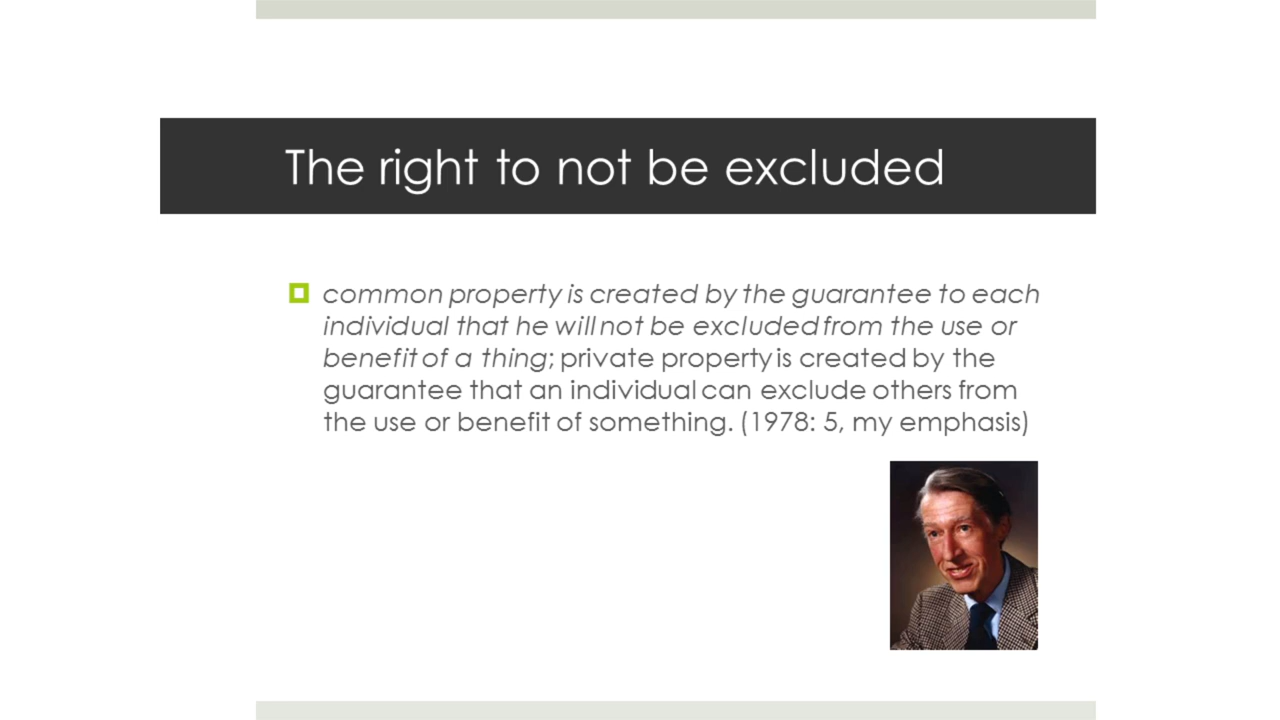 The right to not be excluded
common property is created by the guarantee to each
individual that he will not be excluded from the use or
benefit of a thing; private property is created by the
guarantee that an individual can exclude others from
the use or benefit of something. (1978: 5, my emphasis)